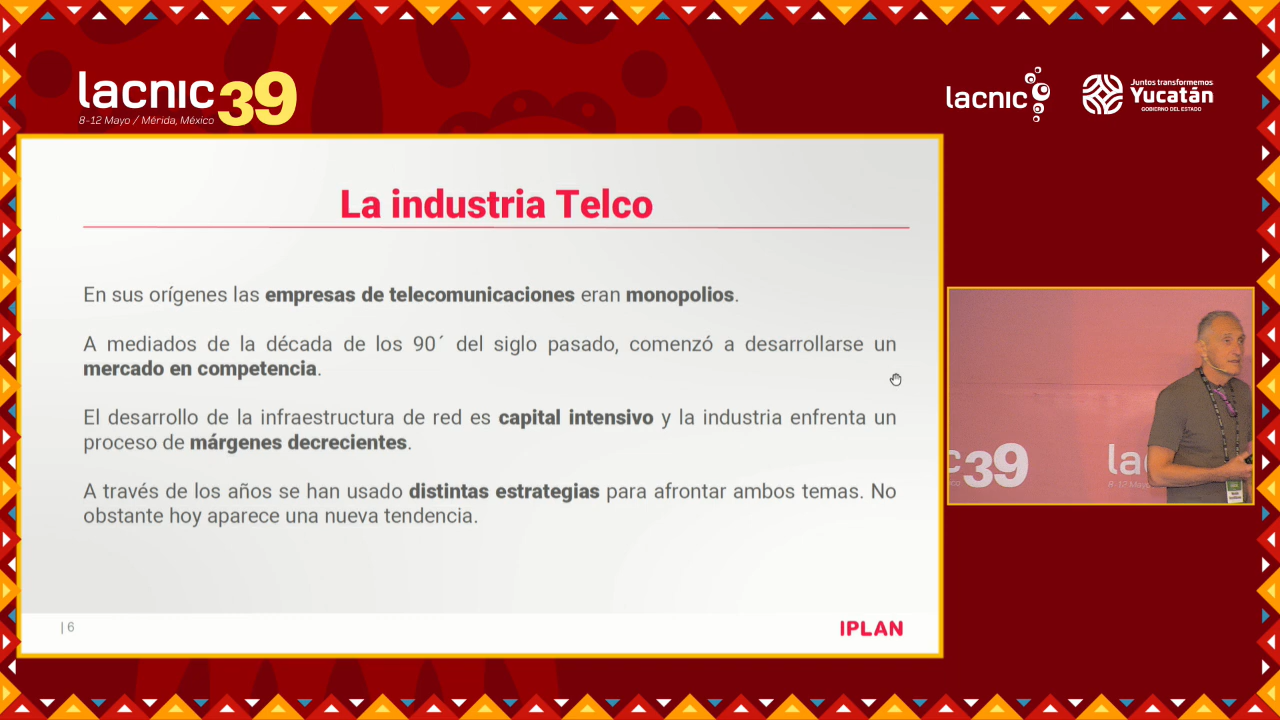 lacnic39
8-12 Mayo / Mérida, México
lacnic
Juntos transformemos
Yucatán
GOBIERNO DEL ESTADO
La industria Telco
En sus orígenes las empresas de telecomunicaciones eran monopolios.
A mediados de la década de los 90´ del siglo pasado, comenzó a desarrollarse un
mercado en competencia.
El desarrollo de la infraestructura de red es capital intensivo y la industria enfrenta un
proceso de márgenes decrecientes.
A través de los años se han usado distintas estrategias para afrontar ambos temas. No
obstante hoy aparece una nueva tendencia.
| 6
IPLAN
c39
la
8-12 Mayo